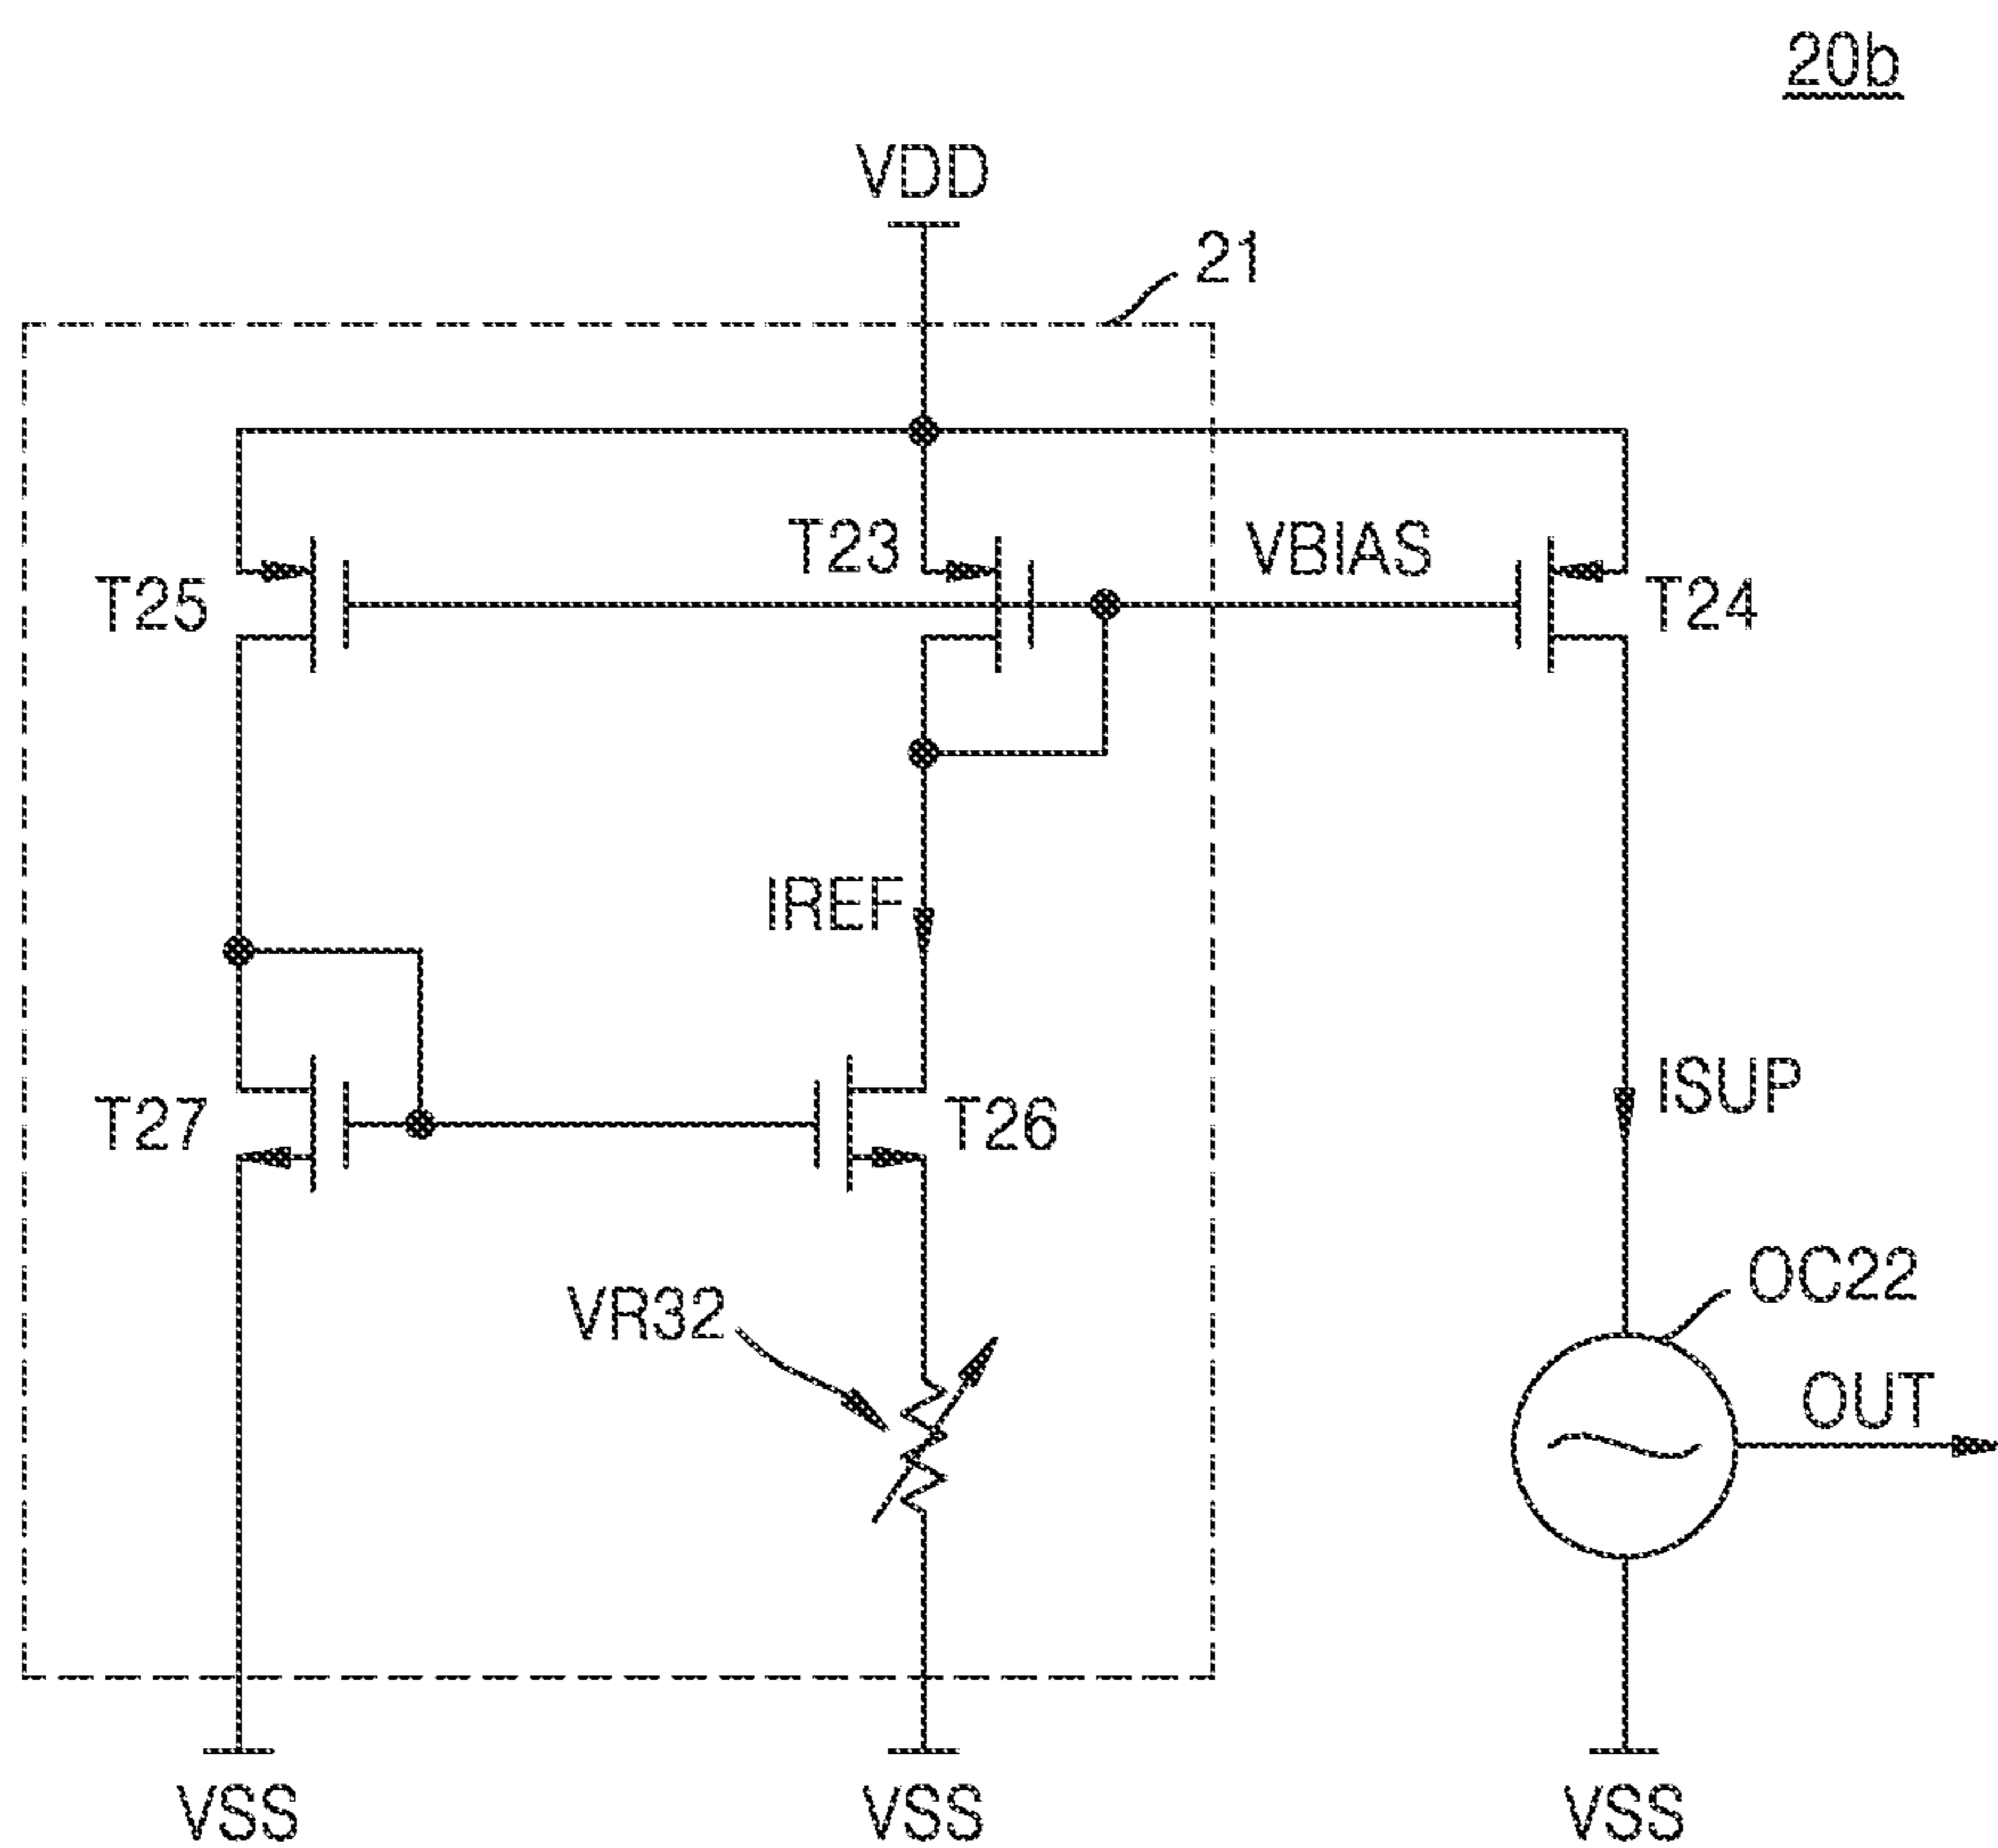 20b
VDD
21
T25
T23
VBIAS
T24
IREF
T27
T26
ISUP
VR32
OC22
OUT
VSS
VSS
VSS